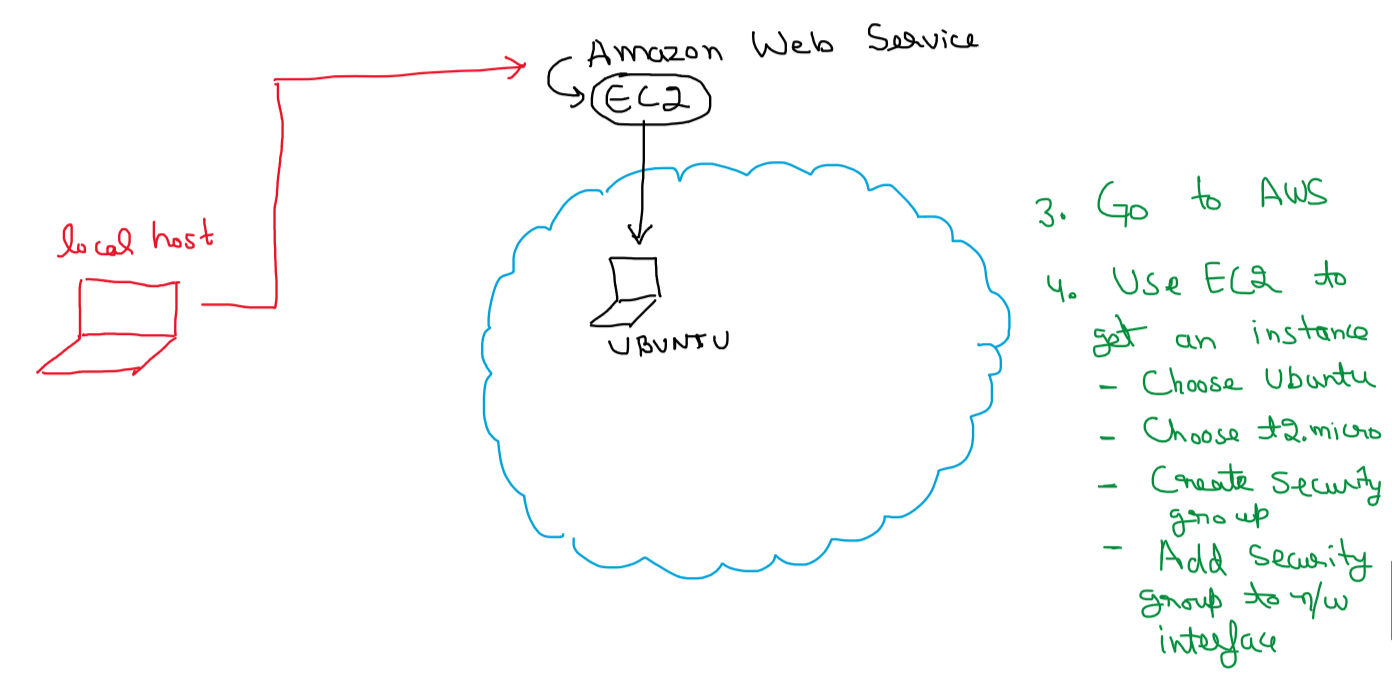 Amazon Web Service
EC2
local host
UBUNTU
3. Go to AWS
4. Use EC2 to
get an instance
- Choose Ubuntu
- Choose t2.micro
- Create Security
group
- Add Security
group to n/w
interface